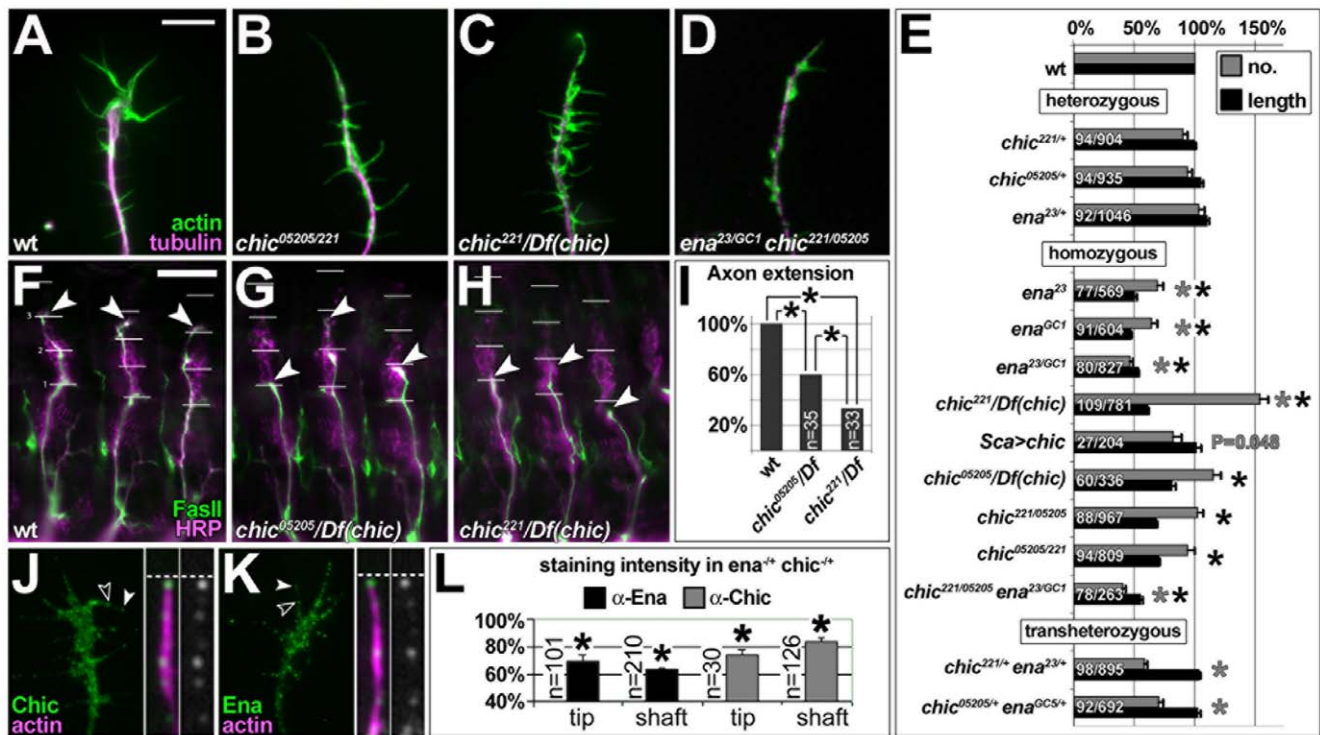 A
B
C
D
actin
tubulin
wt
chic05205/221
chic221/Df(chic)
ena23/GC1 chic221/05205
E
0% 50% 100% 150%
no.
length
wt
heterozygous
chic221/+
94/904
chic05205/+
94/935
ena23/+
92/1046
homozygous
ena23
77/569
**
enaGC1
91/604
**
ena23/GC1
80/827
**
chic221/Df(chic)
109/781
**
Sca>chic
27/204
P=0.048
chic05205/Df(chic)
60/336
*
chic221/05205
88/967
*
chic05205/221
94/809
*
chic221/05205 ena23/GC1
78/263
**
transheterozygous
chic221/+ ena23/+
98/895
*
chic05205/+ enaGC5/+
92/692
*
F
G
H
3
2
1
FasII
HRP
wt
chic05205/Df(chic)
chic221/Df(chic)
I
Axon extension
100%
60%
20%
* * *
n=35
n=33
wt
chic05205/Df
chic221/Df
J
Chic
actin
K
Ena
actin
L
staining intensity in ena-/+ chic-/+
α-Ena
α-Chic
100%
80%
60%
40%
* * * *
n=101
n=210
n=30
n=126
tip shaft tip shaft